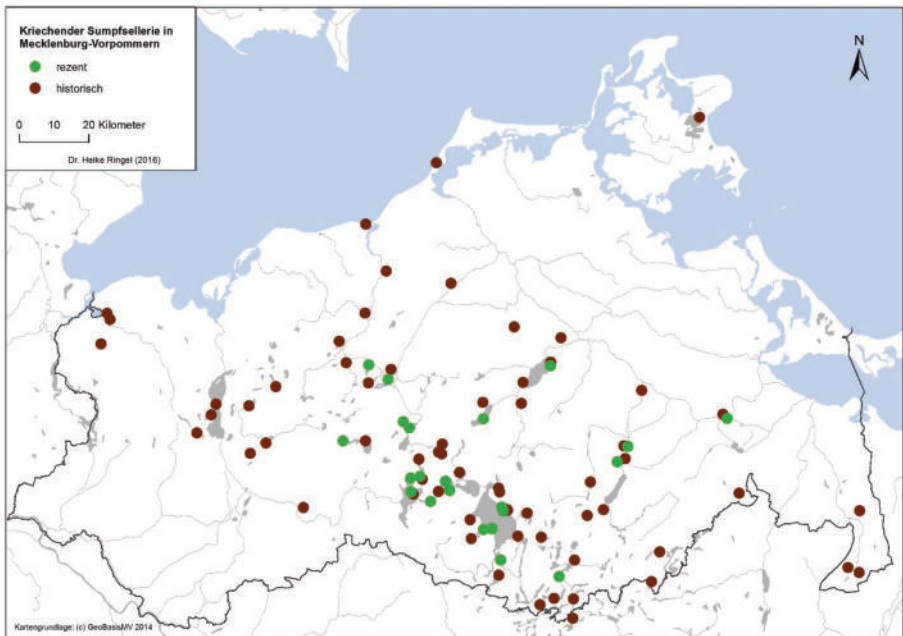 Kriechender Sumpfsellerie in
Mecklenburg-Vorpommern
rezent
historisch
0 10 20 Kilometer
Dr. Heike Ringel (2016)
N
Kartengrundlage: (c) GeoBasisMV 2014